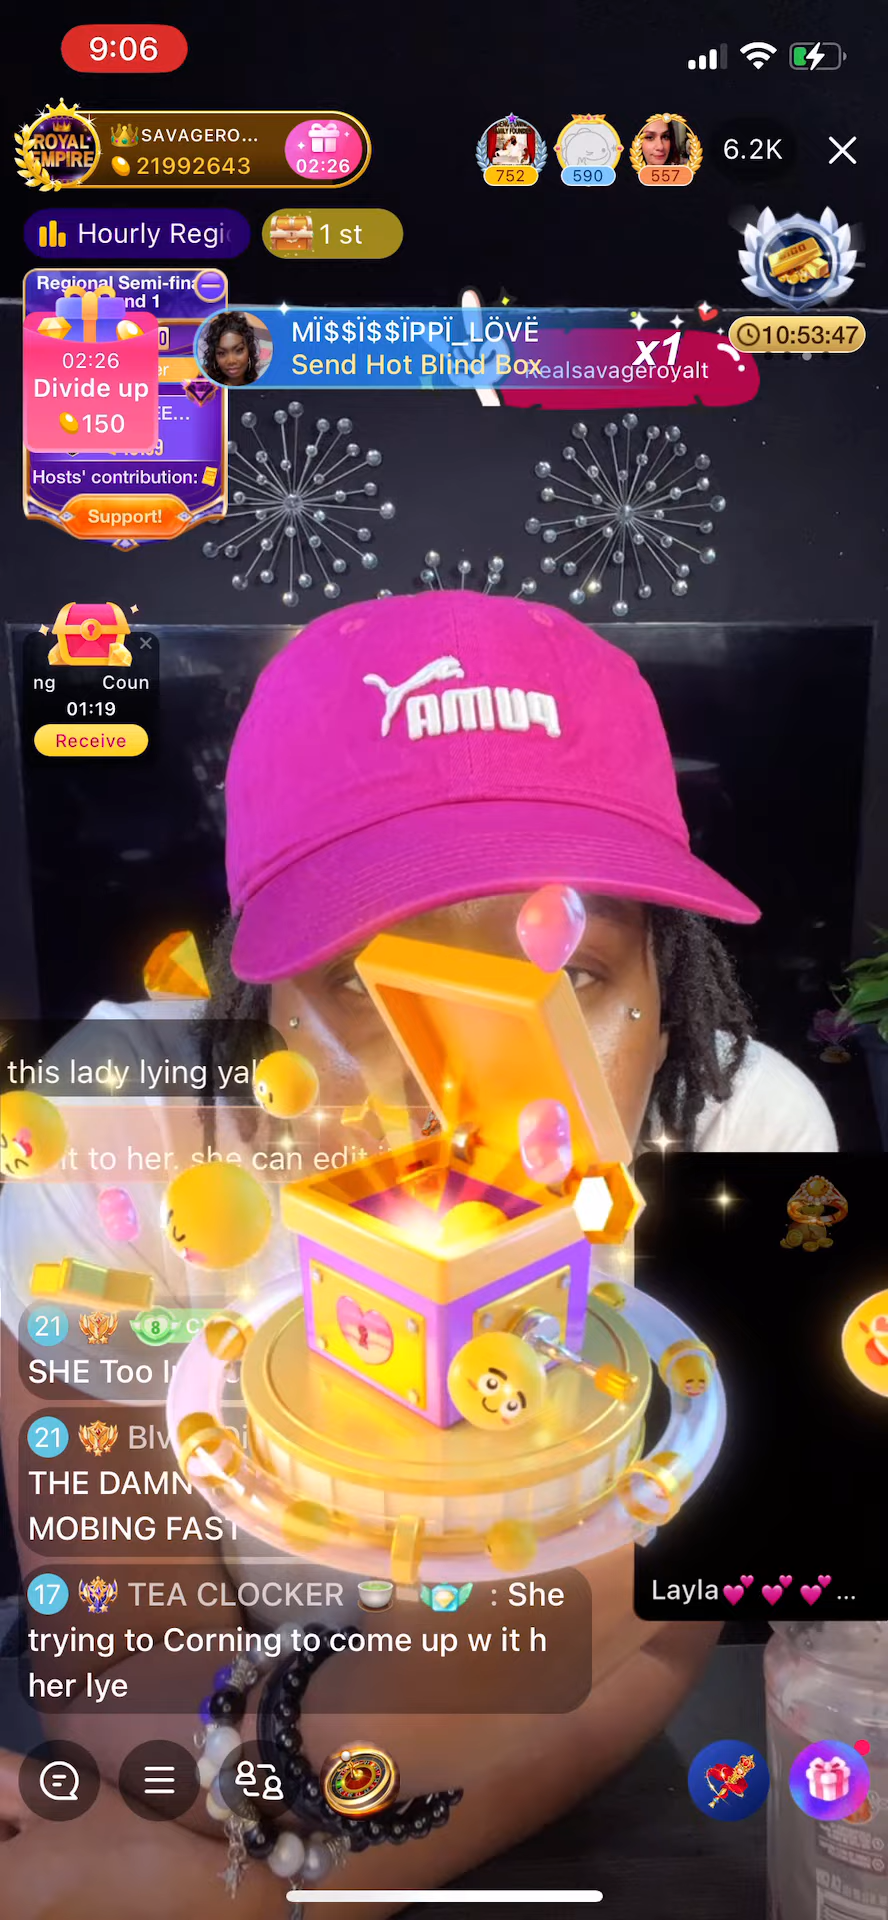 9:06
ROYAL
EMPIRE
SAVAGERO...
21992643
02:26
752
590
557
6.2K
Hourly Regi
1 st
Regional Semi-fina
nd 1
10:53:47
MÏ$$Ï$$ÏPPÏ_LÖVË
Send Hot Blind Box
x1
Realsavageroyalt
02:26
Divide up
150
Hosts' contribution:
Support!
ng Coun
01:19
Receive
PUMA
this lady lying yal
it to her. she can edit
21 8
SHE Too
21 Blv
THE DAMN
MOBING FAST
17 TEA CLOCKER : She
trying to Corning to come up w it h
her lye
Layla ...